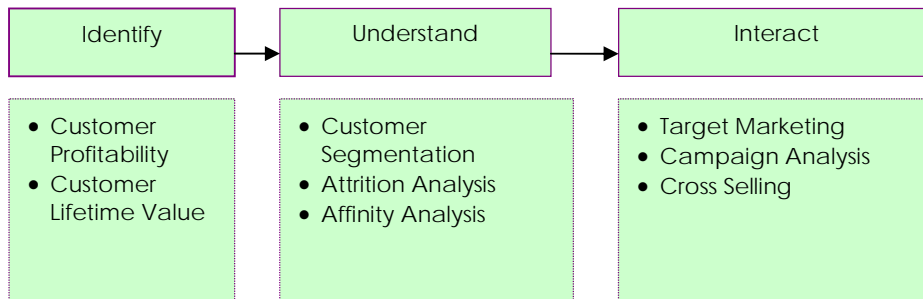 Identify
Understand
Interact
• Customer
Profitability
• Customer
Lifetime Value
• Customer
Segmentation
• Attrition Analysis
• Affinity Analysis
• Target Marketing
• Campaign Analysis
• Cross Selling